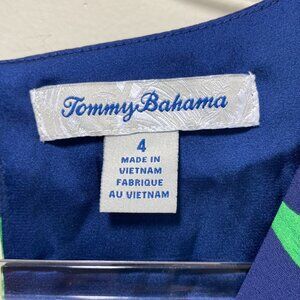 Tommy Bahama
4
MADE IN
VIETNAM
FABRIQUE
AU VIETNAM